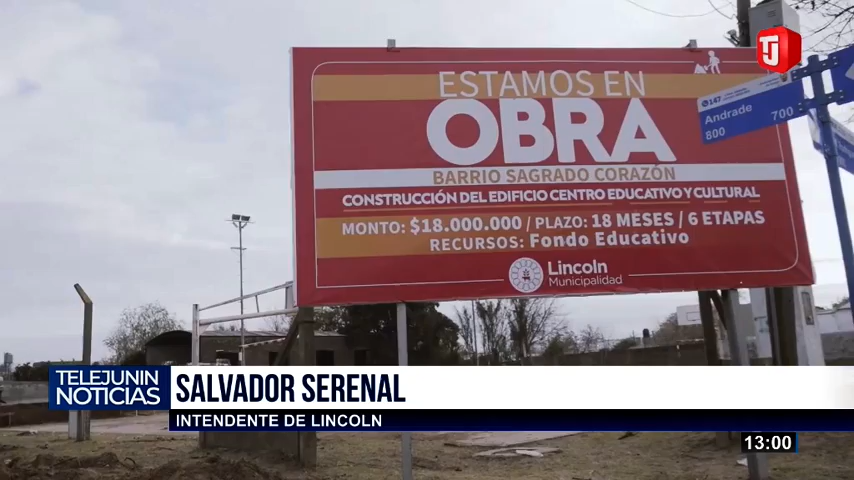 TJ
ESTAMOS EN
OBRA
BARRIO SAGRADO CORAZÓN
CONSTRUCCIÓN DEL EDIFICIO CENTRO EDUCATIVO Y CULTURAL
MONTO: $18.000.000 / PLAZO: 18 MESES / 6 ETAPAS
RECURSOS: Fondo Educativo
Lincoln
Municipalidad
147
Andrade
800 700
TELEJUNIN
NOTICIAS
SALVADOR SERENAL
INTENDENTE DE LINCOLN
13:00